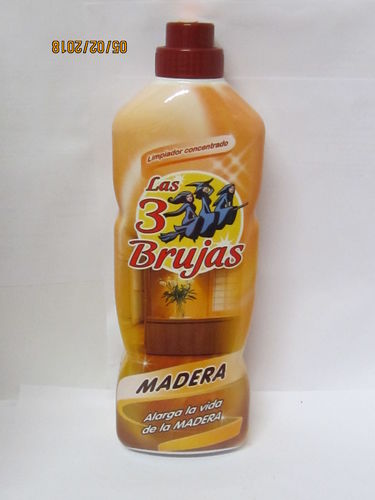 05/02/2018
Limpiador concentrado
Las
3
Brujas
MADERA
Alarga la vida
de la MADERA